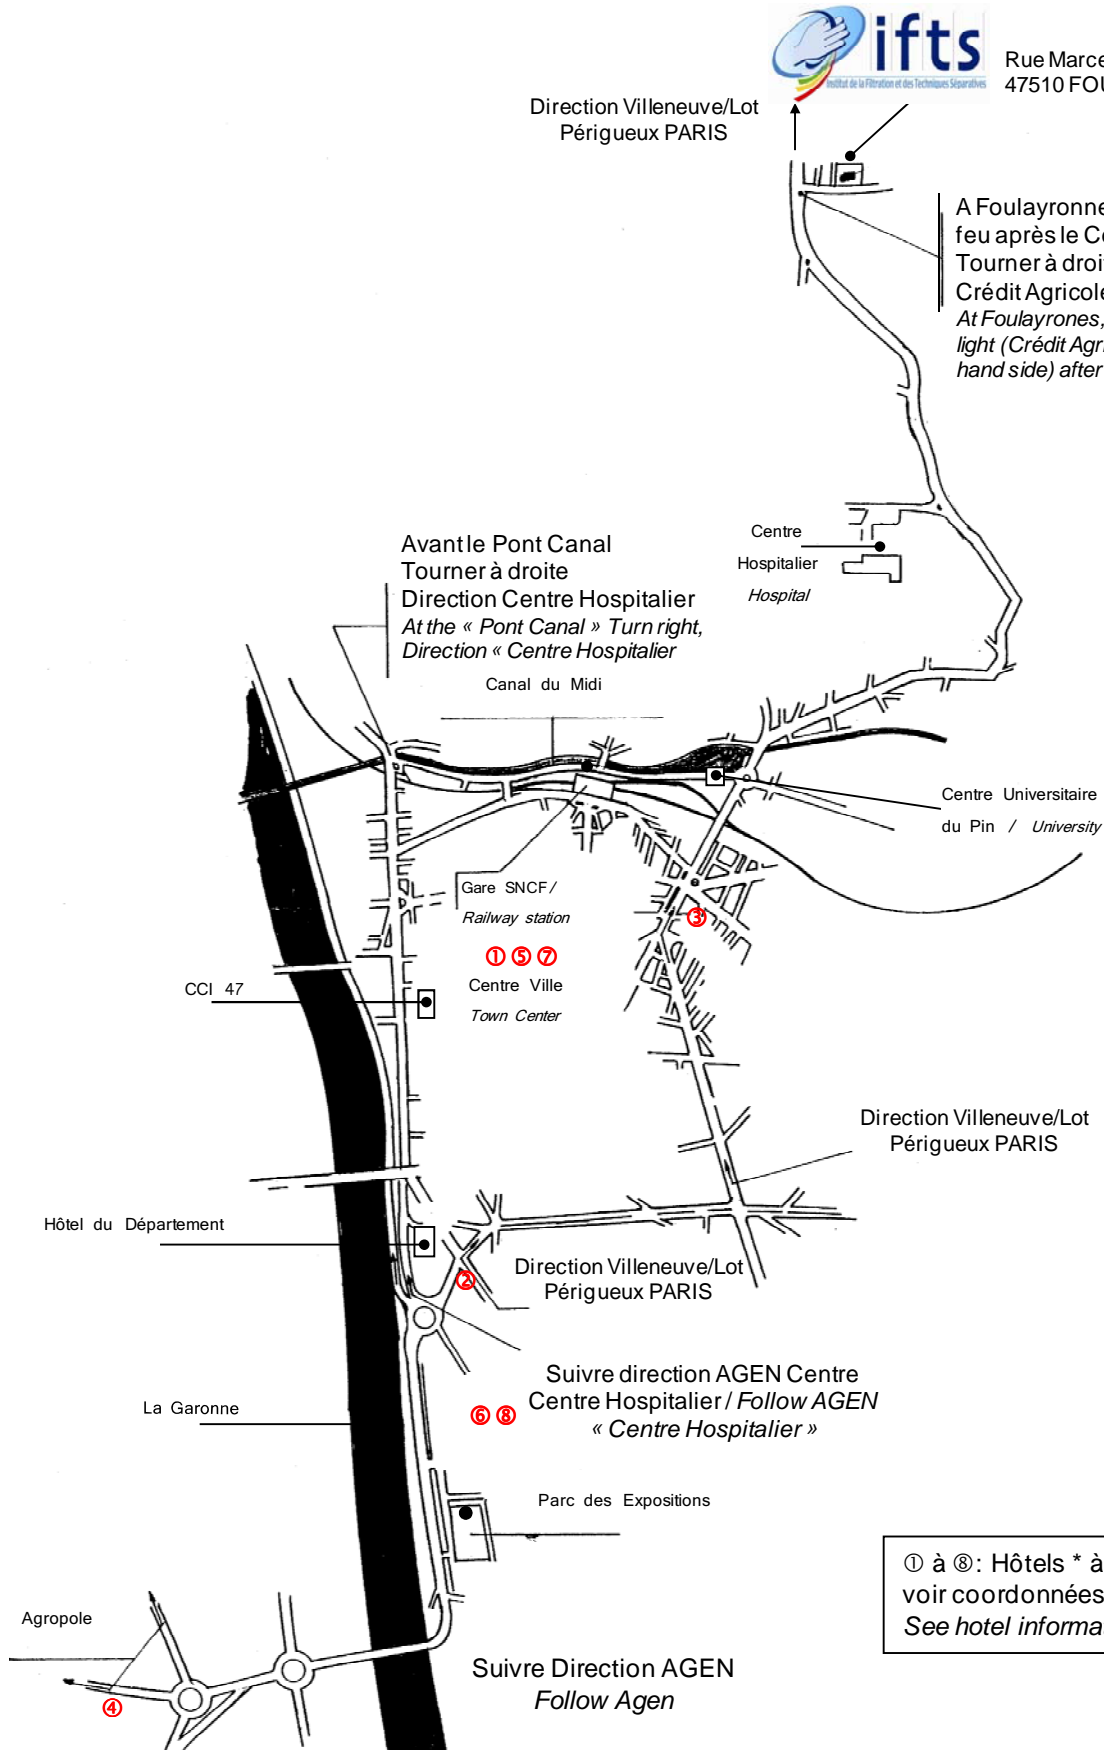 ifts
Institut de la Filtration et des Techniques Séparatives
Rue Marce
47510 FOU
Direction Villeneuve/Lot
Périgueux PARIS
A Foulayronne
feu après le Ce
Tourner à droit
Crédit Agricole
At Foulayrones,
light (Crédit Agri
hand side) after
Centre
Hospitalier
Hospital
Avant le Pont Canal
Tourner à droite
Direction Centre Hospitalier
At the « Pont Canal » Turn right,
Direction « Centre Hospitalier
Canal du Midi
Centre Universitaire
du Pin / University
Gare SNCF/
Railway station
③
① ⑤ ⑦
Centre Ville
Town Center
CCI 47
Direction Villeneuve/Lot
Périgueux PARIS
Hôtel du Département
②
Direction Villeneuve/Lot
Périgueux PARIS
Suivre direction AGEN Centre
Centre Hospitalier / Follow AGEN
« Centre Hospitalier »
La Garonne
⑥ ⑧
Parc des Expositions
① à ⑧: Hôtels * à
voir coordonnées
See hotel informa
Agropole
④
Suivre Direction AGEN
Follow Agen